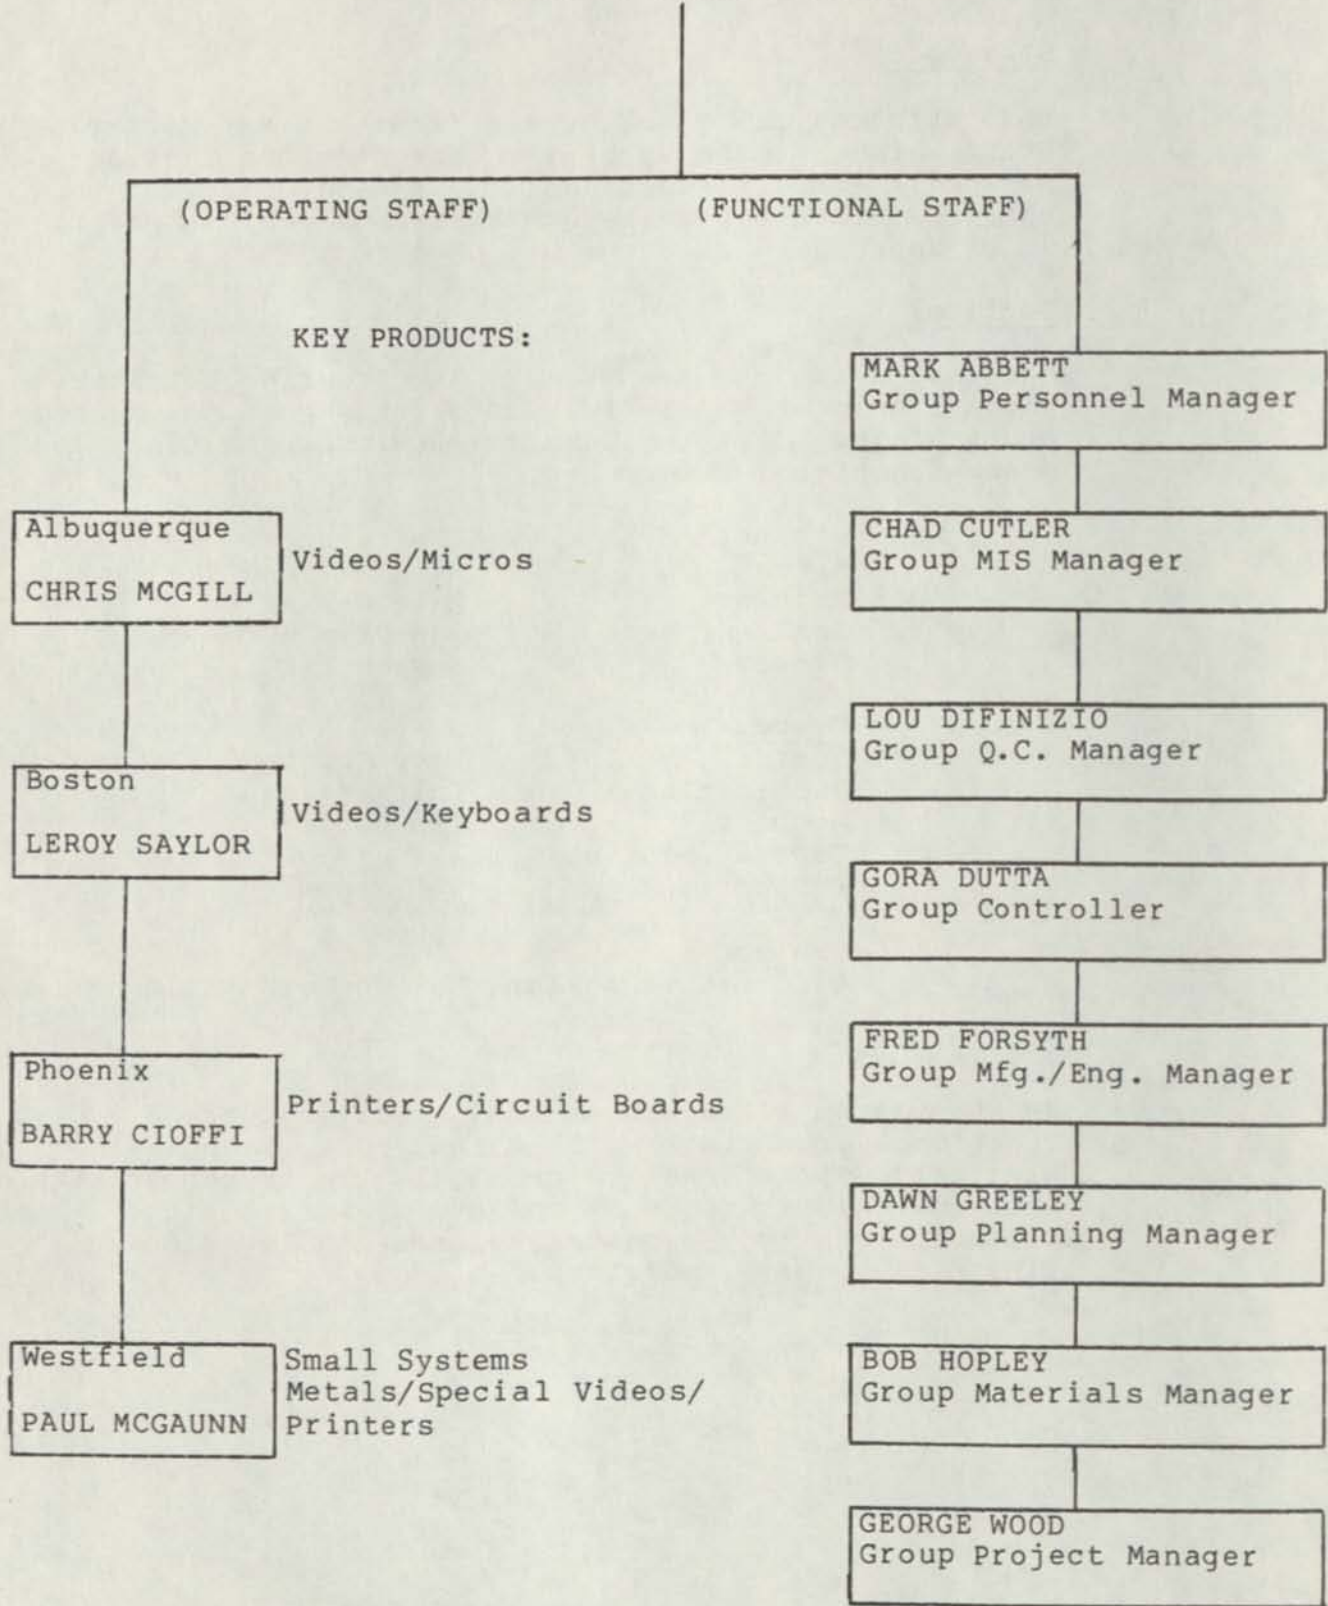 (OPERATING STAFF)
(FUNCTIONAL STAFF)
KEY PRODUCTS:
Albuquerque
CHRIS MCGILL
Videos/Micros
Boston
LEROY SAYLOR
Videos/Keyboards
Phoenix
BARRY CIOFFI
Printers/Circuit Boards
Westfield
PAUL MCGAUNN
Small Systems
Metals/Special Videos/
Printers
MARK ABBETT
Group Personnel Manager
CHAD CUTLER
Group MIS Manager
LOU DIFINIZIO
Group Q.C. Manager
GORA DUTTA
Group Controller
FRED FORSYTH
Group Mfg./Eng. Manager
DAWN GREELEY
Group Planning Manager
BOB HOPLEY
Group Materials Manager
GEORGE WOOD
Group Project Manager